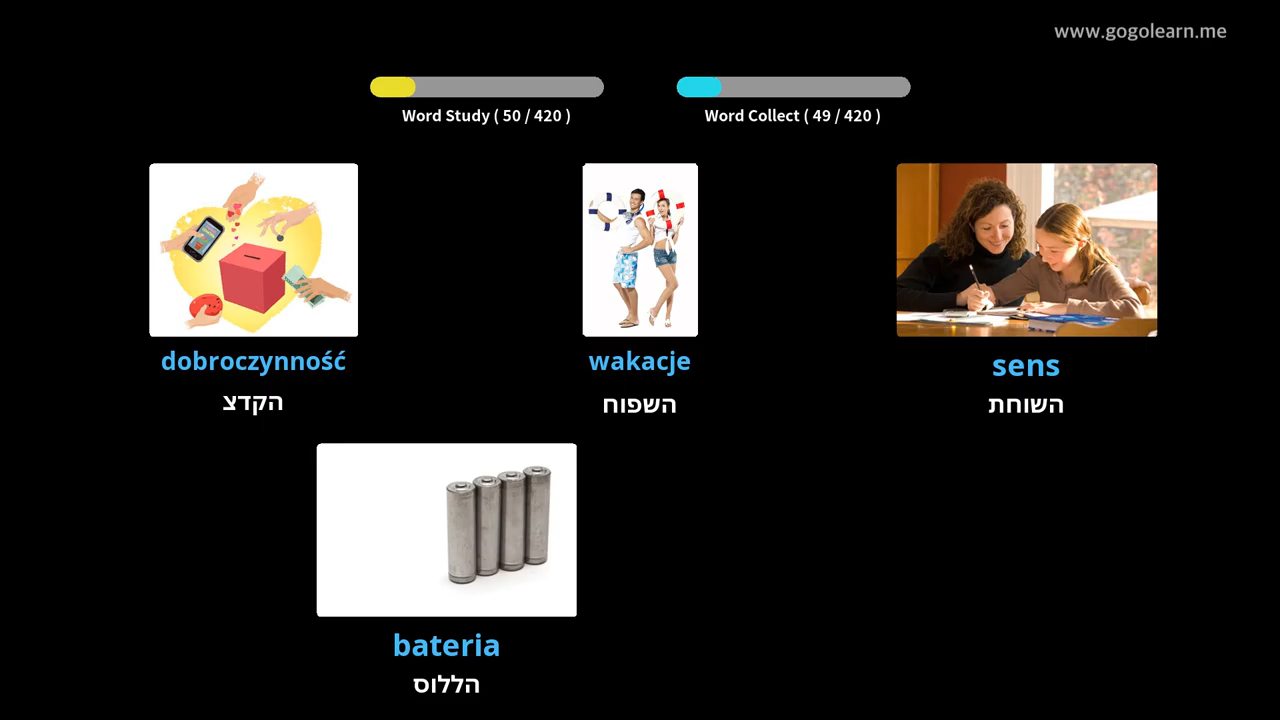 www.gogolearn.me
Word Study ( 50 / 420 )
Word Collect ( 49 / 420 )
dobroczynność
הקדצ
wakacje
השפוח
sens
השוחת
bateria
הללוס